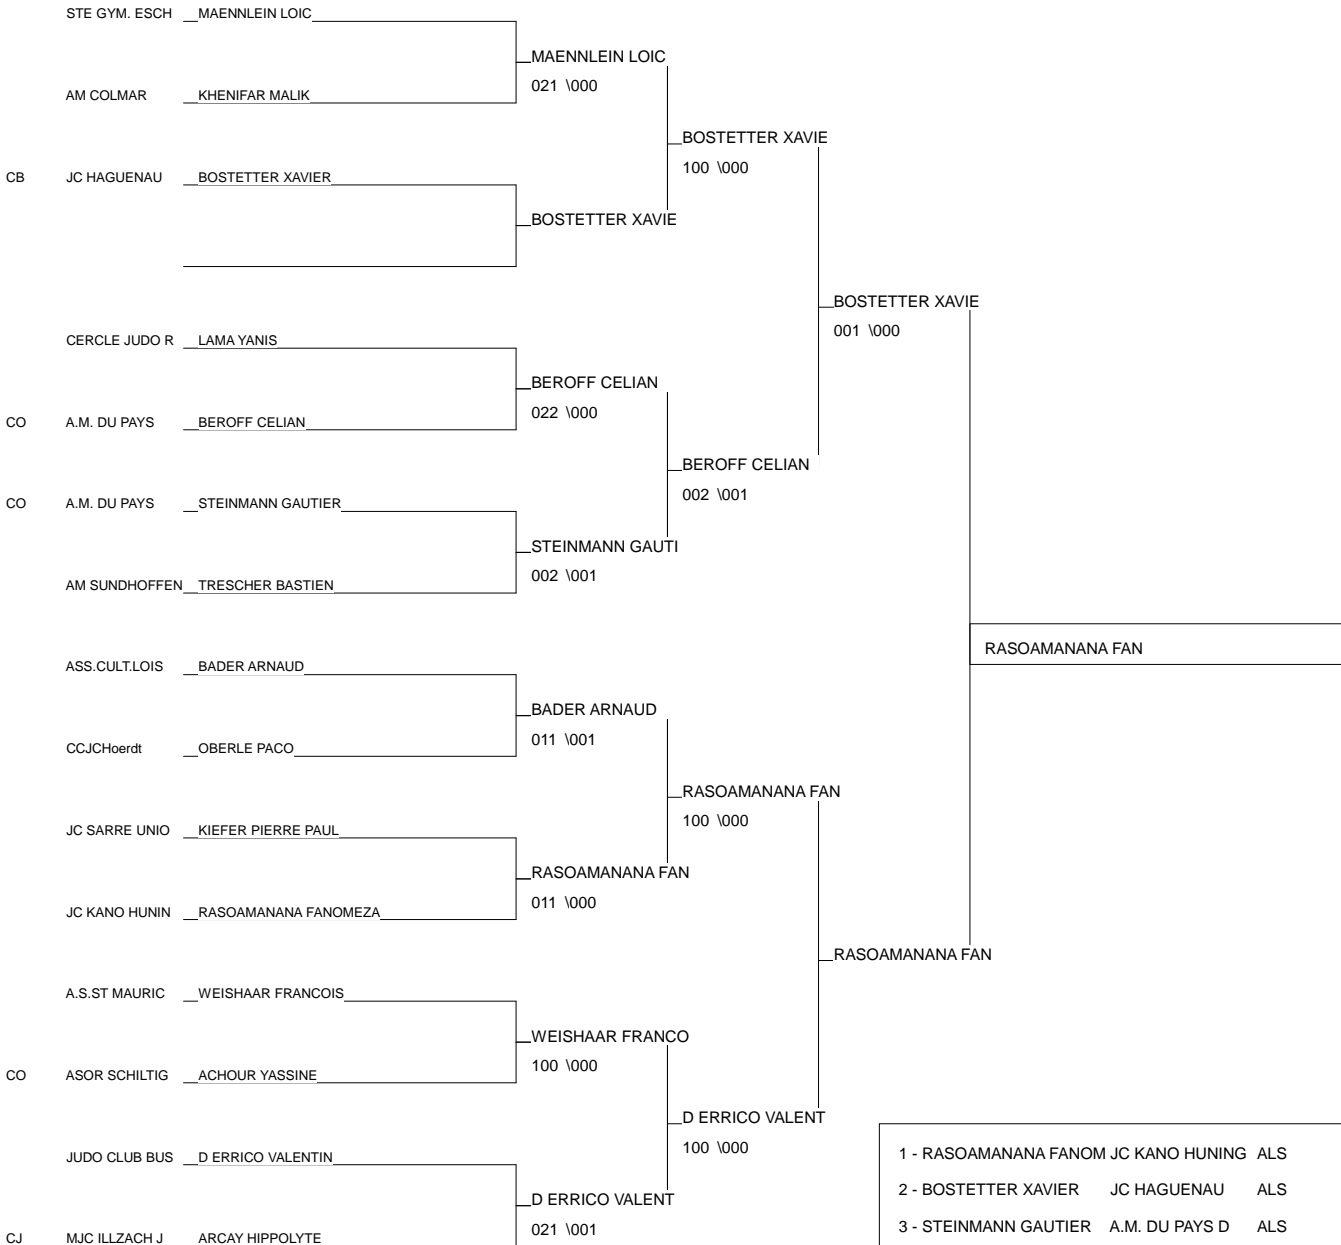 STE GYM. ESCH MAENNLEIN LOIC
MAENNLEIN LOIC
021 \000
AM COLMAR KHENIFAR MALIK
BOSTETTER XAVIE
100 \000
CB JC HAGUENAU BOSTETTER XAVIER
BOSTETTER XAVIE
BOSTETTER XAVIE
001 \000
CERCLE JUDO R LAMA YANIS
BEROFF CELIAN
022 \000
CO A.M. DU PAYS BEROFF CELIAN
BEROFF CELIAN
002 \001
CO A.M. DU PAYS STEINMANN GAUTIER
STEINMANN GAUTI
002 \001
AM SUNDHOFFEN TRESCHER BASTIEN
RASOAMANANA FAN
ASS.CULT.LOIS BADER ARNAUD
BADER ARNAUD
011 \001
CCJCHoerdt OBERLE PACO
RASOAMANANA FAN
100 \000
JC SARRE UNIO KIEFER PIERRE PAUL
RASOAMANANA FAN
011 \000
JC KANO HUNIN RASOAMANANA FANOMEZA
RASOAMANANA FAN
A.S.ST MAURIC WEISHAAR FRANCOIS
WEISHAAR FRANCO
100 \000
CO ASOR SCHILTIG ACHOUR YASSINE
D ERRICO VALENT
100 \000
JUDO CLUB BUS D ERRICO VALENTIN
D ERRICO VALENT
021 \001
CJ MJC ILLZACH J ARCAY HIPPOLYTE
1 - RASOAMANANA FANOM JC KANO HUNING ALS
2 - BOSTETTER XAVIER JC HAGUENAU ALS
3 - STEINMANN GAUTIER A.M. DU PAYS D ALS